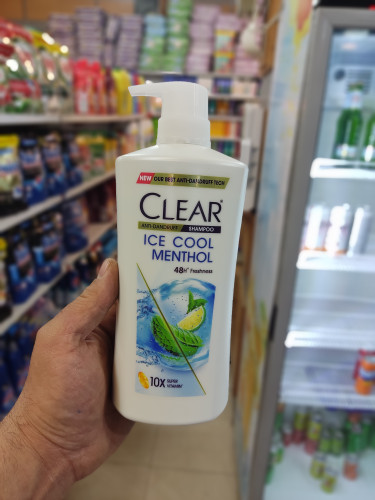 NEW OUR BEST ANTI-DANDRUFF TECH
CLEAR
ANTI-DANDRUFF SHAMPOO
ICE COOL
MENTHOL
48H* Freshness
10X